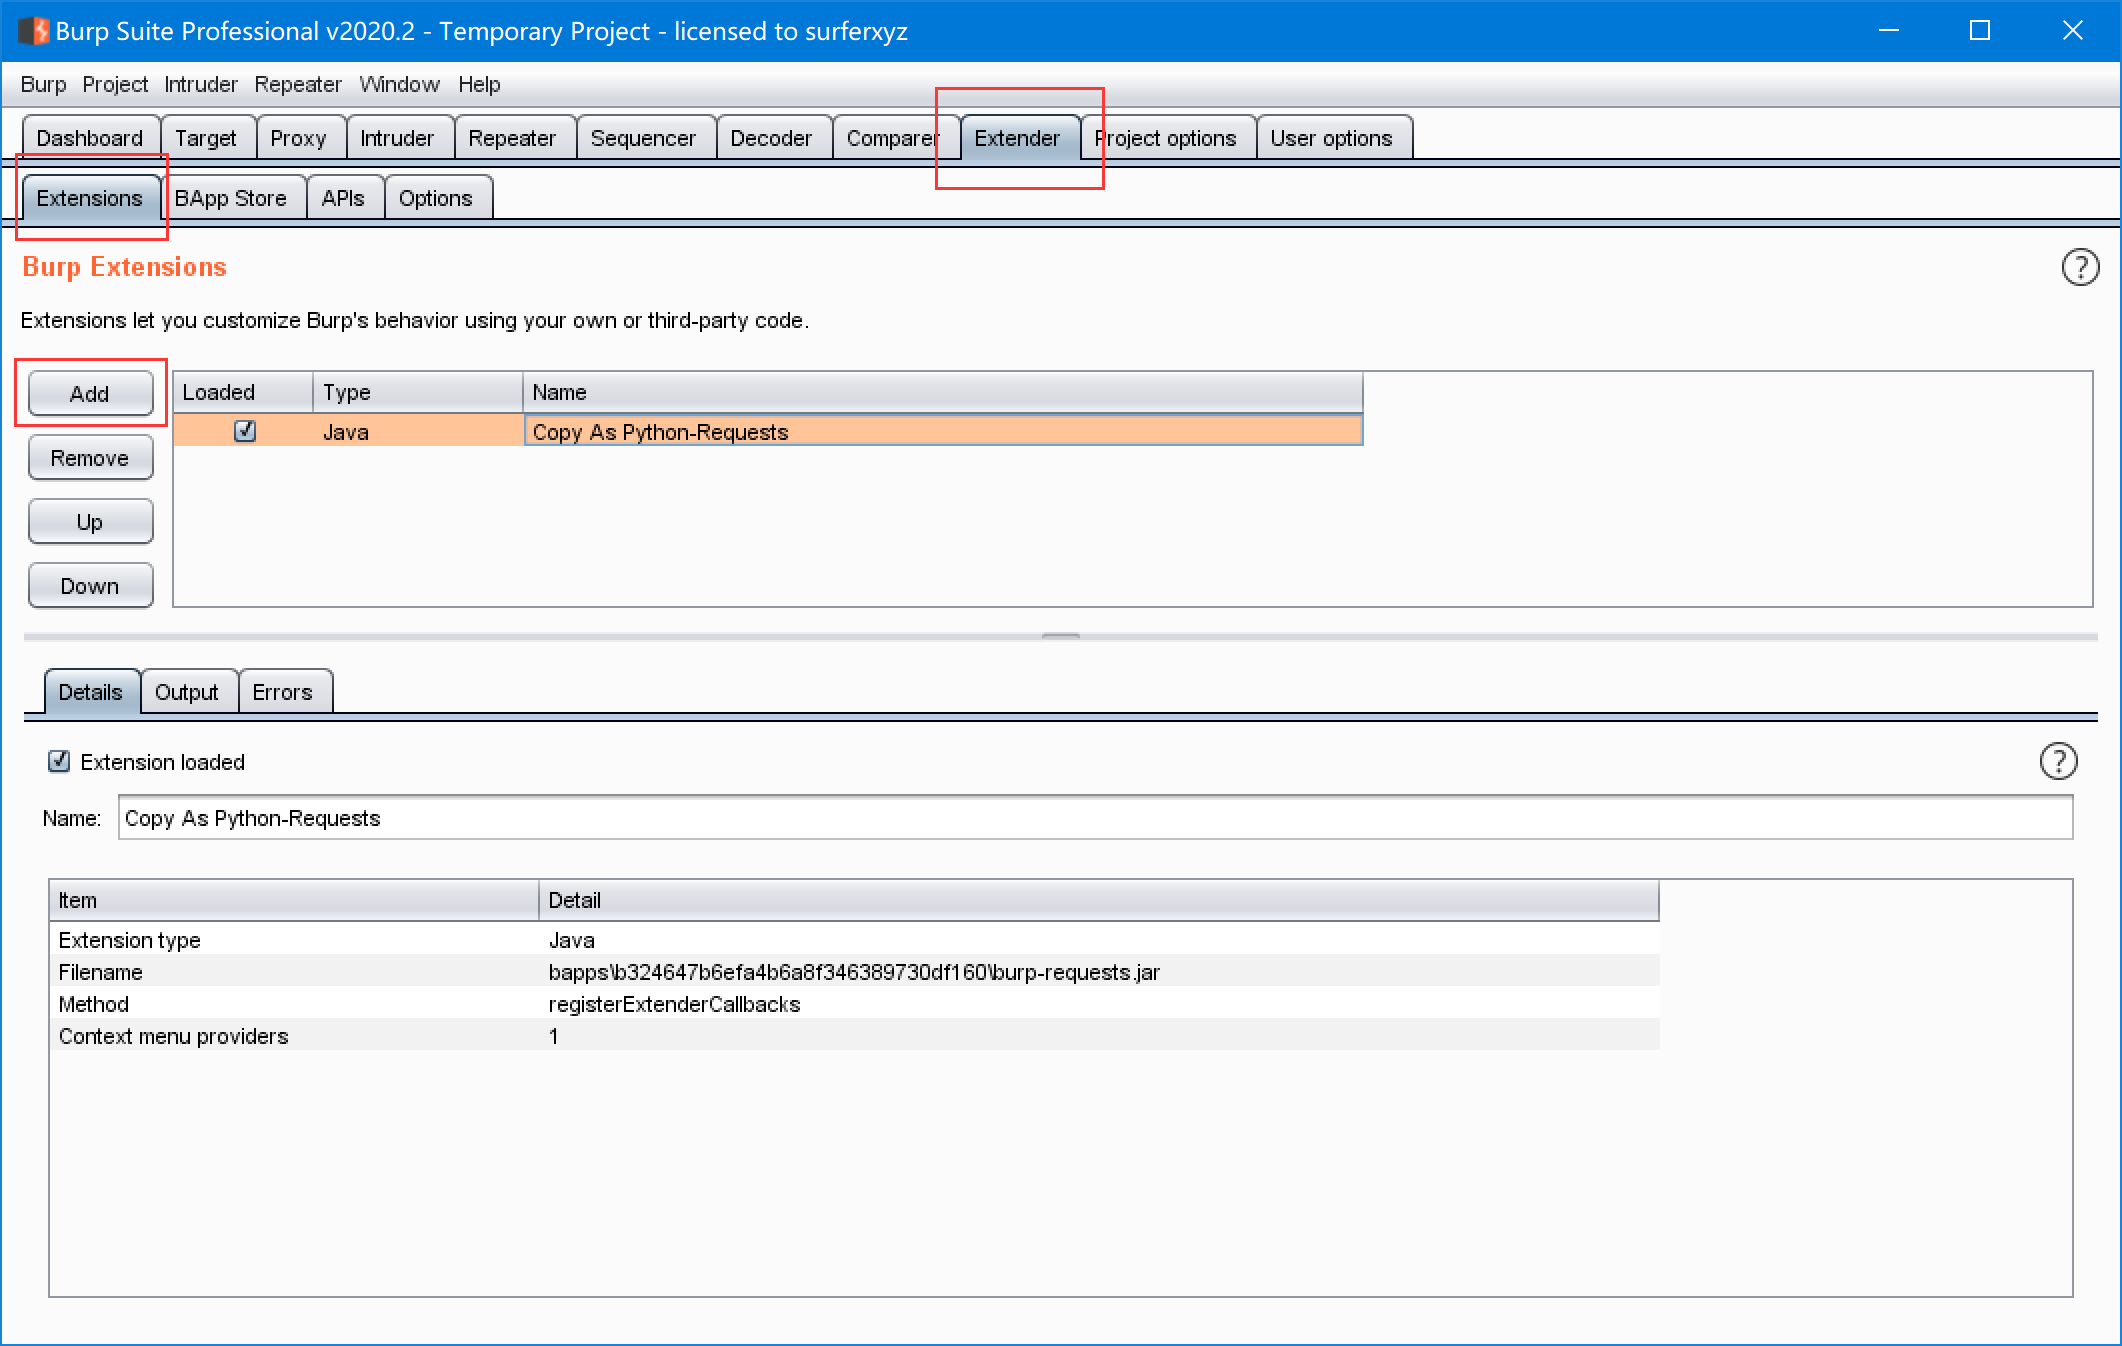 Burp Suite Professional v2020.2 - Temporary Project - licensed to surferxyz
Burp Project Intruder Repeater Window Help
Dashboard Target Proxy Intruder Repeater Sequencer Decoder Comparer Extender Project options User options
Extensions BApp Store APIs Options
Burp Extensions
?
Extensions let you customize Burp's behavior using your own or third-party code.
Add
Remove
Up
Down
Loaded Type Name
Java Copy As Python-Requests
Details Output Errors
Extension loaded
?
Name: Copy As Python-Requests
Item Detail
Extension type Java
Filename bapps\b324647b6efa4b6a8f346389730df160\burp-requests.jar
Method registerExtenderCallbacks
Context menu providers 1